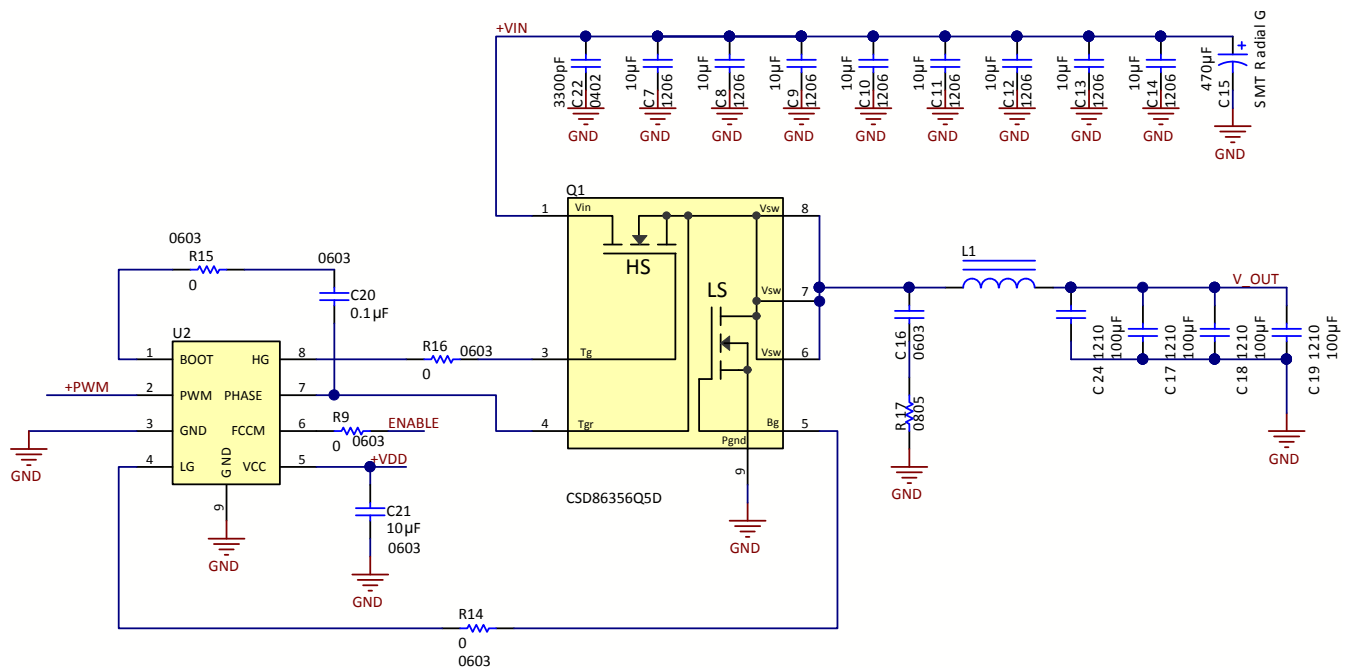 +VIN
3300pF
C22
0402
GND
10µF
C7
1206
GND
10µF
C8
1206
GND
10µF
C9
1206
GND
10µF
C10
1206
GND
10µF
C11
1206
GND
10µF
C12
1206
GND
10µF
C13
1206
GND
10µF
C14
1206
GND
470µF
C15
+
SMT Radial G
GND
Q1
1
Vin
Vsw
8
HS
LS
Vsw
7
3
Tg
Vsw
6
4
Tgr
Bg
5
Pgnd
9
GND
CSD86356Q5D
0603
R15
0
0603
C20
0.1µF
U2
1
BOOT
HG
8
+PWM
2
PWM
PHASE
7
3
GND
FCCM
6
4
LG
VCC
5
GND
9
GND
GND
R16
0603
0
R9
0
0603
ENABLE
+VDD
C21
10µF
0603
GND
R14
0
0603
C16
0603
R17
0805
GND
L1
V_OUT
C24 1210
100µF
C17 1210
100µF
C18 1210
100µF
C19 1210
100µF
GND